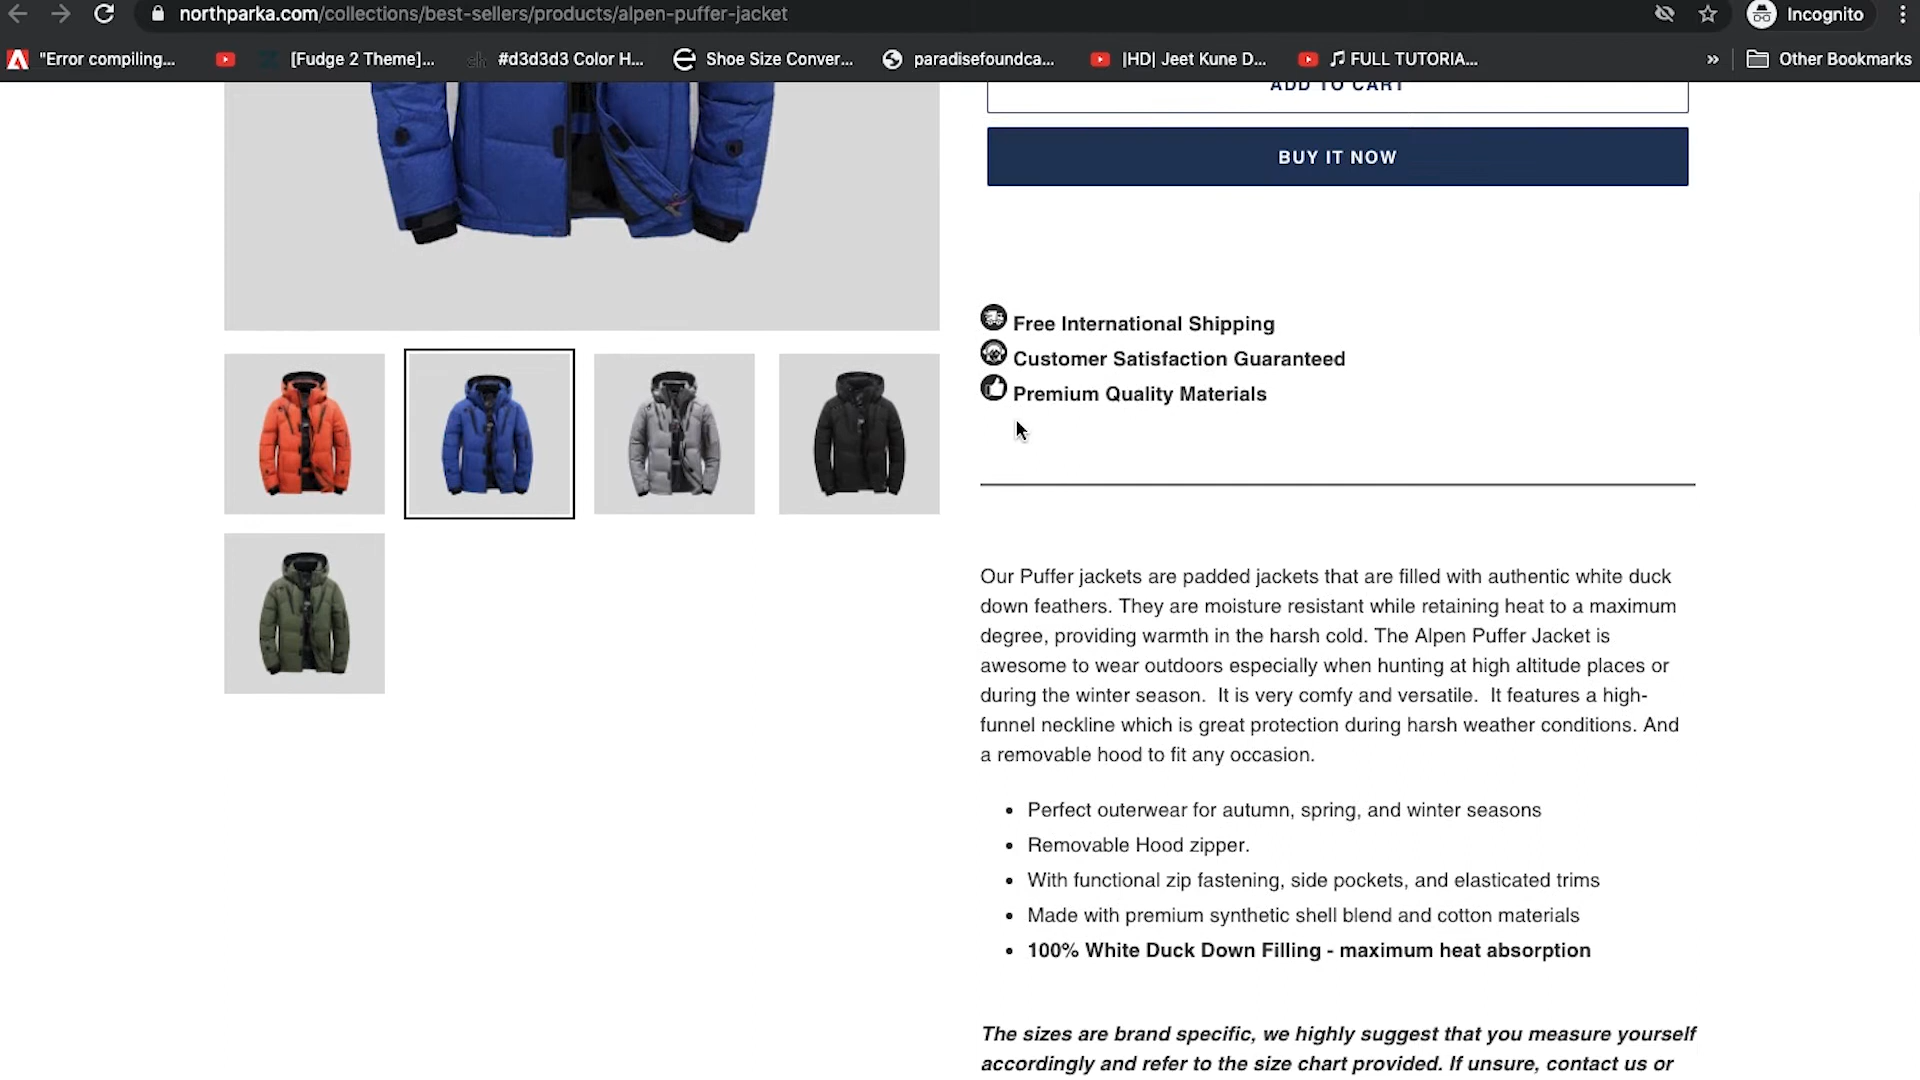 northparka.com/collections/best-sellers/products/alpen-puffer-jacket
Incognito
"Error compiling...
[Fudge 2 Theme]...
#d3d3d3 Color H...
Shoe Size Conver...
paradisefoundca...
|HD| Jeet Kune D...
♫ FULL TUTORIA...
»
Other Bookmarks
ADD TO CART
BUY IT NOW
Free International Shipping
Customer Satisfaction Guaranteed
Premium Quality Materials
Our Puffer jackets are padded jackets that are filled with authentic white duck
down feathers. They are moisture resistant while retaining heat to a maximum
degree, providing warmth in the harsh cold. The Alpen Puffer Jacket is
awesome to wear outdoors especially when hunting at high altitude places or
during the winter season.  It is very comfy and versatile.  It features a high-
funnel neckline which is great protection during harsh weather conditions. And
a removable hood to fit any occasion.
• Perfect outerwear for autumn, spring, and winter seasons
• Removable Hood zipper.
• With functional zip fastening, side pockets, and elasticated trims
• Made with premium synthetic shell blend and cotton materials
• 100% White Duck Down Filling - maximum heat absorption
The sizes are brand specific, we highly suggest that you measure yourself
accordingly and refer to the size chart provided. If unsure, contact us or